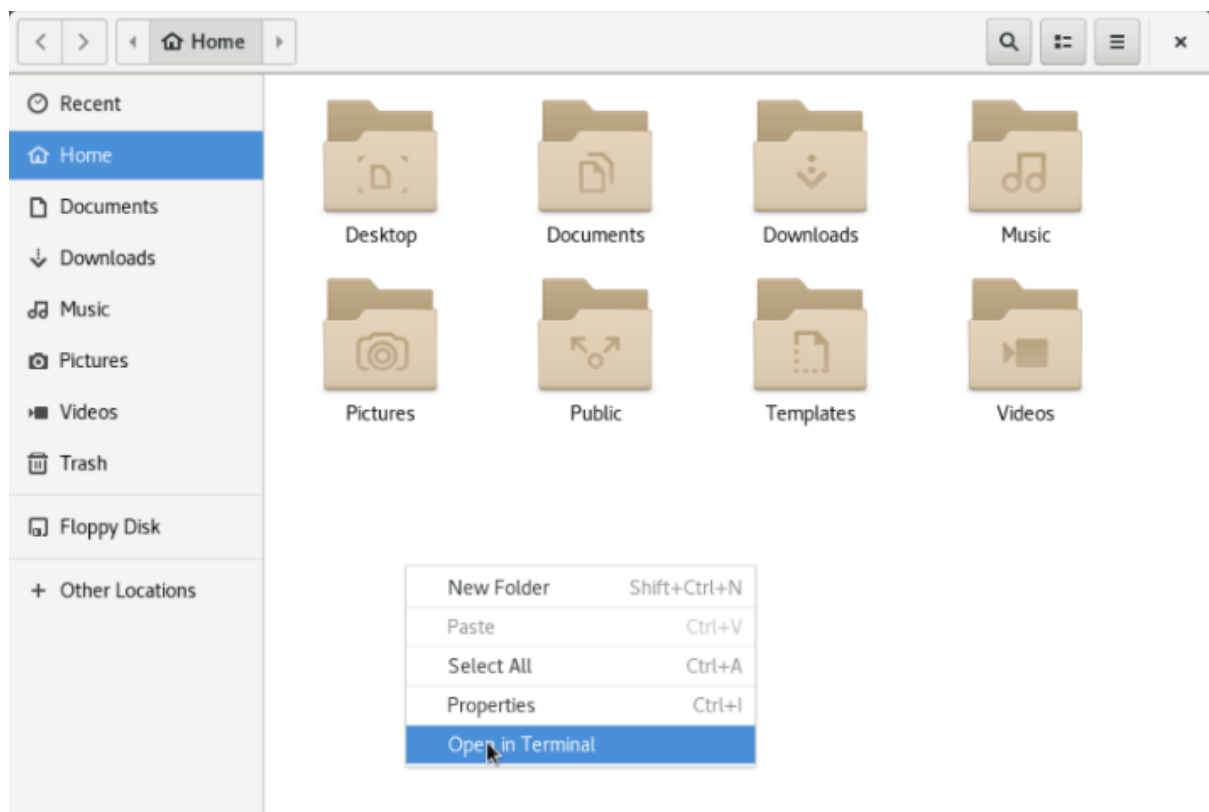 Home
Recent
Home
Documents
Downloads
Music
Pictures
Videos
Trash
Floppy Disk
+ Other Locations
Desktop Documents Downloads Music
Pictures Public Templates Videos
New Folder Shift+Ctrl+N
Paste Ctrl+V
Select All Ctrl+A
Properties Ctrl+I
Open in Terminal